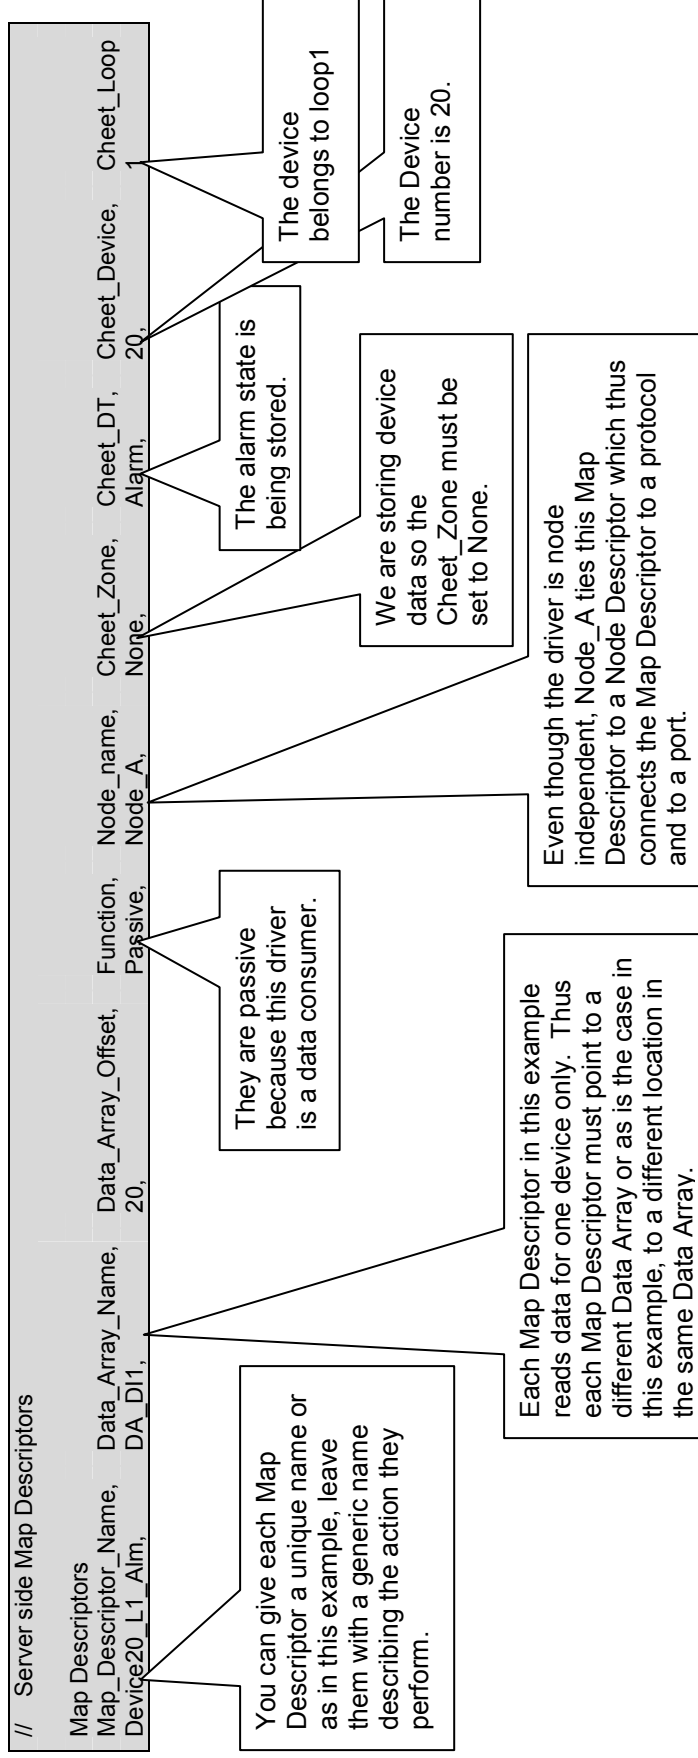 //    Server side Map Descriptors
Map Descriptors
Map_Descriptor_Name, Data_Array_Name, Data_Array_Offset, Function, Node_name, Cheet_Zone, Cheet_DT, Cheet_Device, Cheet_Loop
Device20_L1_Alm, DA_DI1, 20, Passive, Node_A, None, Alarm, 20, 1
You can give each Map
Descriptor a unique name or
as in this example, leave
them with a generic name
describing the action they
perform.
Each Map Descriptor in this example
reads data for one device only.  Thus
each Map Descriptor must point to a
different Data Array or as is the case in
this example, to a different location in
the same Data Array.
They are passive
because this driver
is a data consumer.
Even though the driver is node
independent, Node_A ties this Map
Descriptor to a Node Descriptor which thus
connects the Map Descriptor to a protocol
and to a port.
We are storing device
data so the
Cheet_Zone must be
set to None.
The alarm state is
being stored.
The Device
number is 20.
The device
belongs to loop1